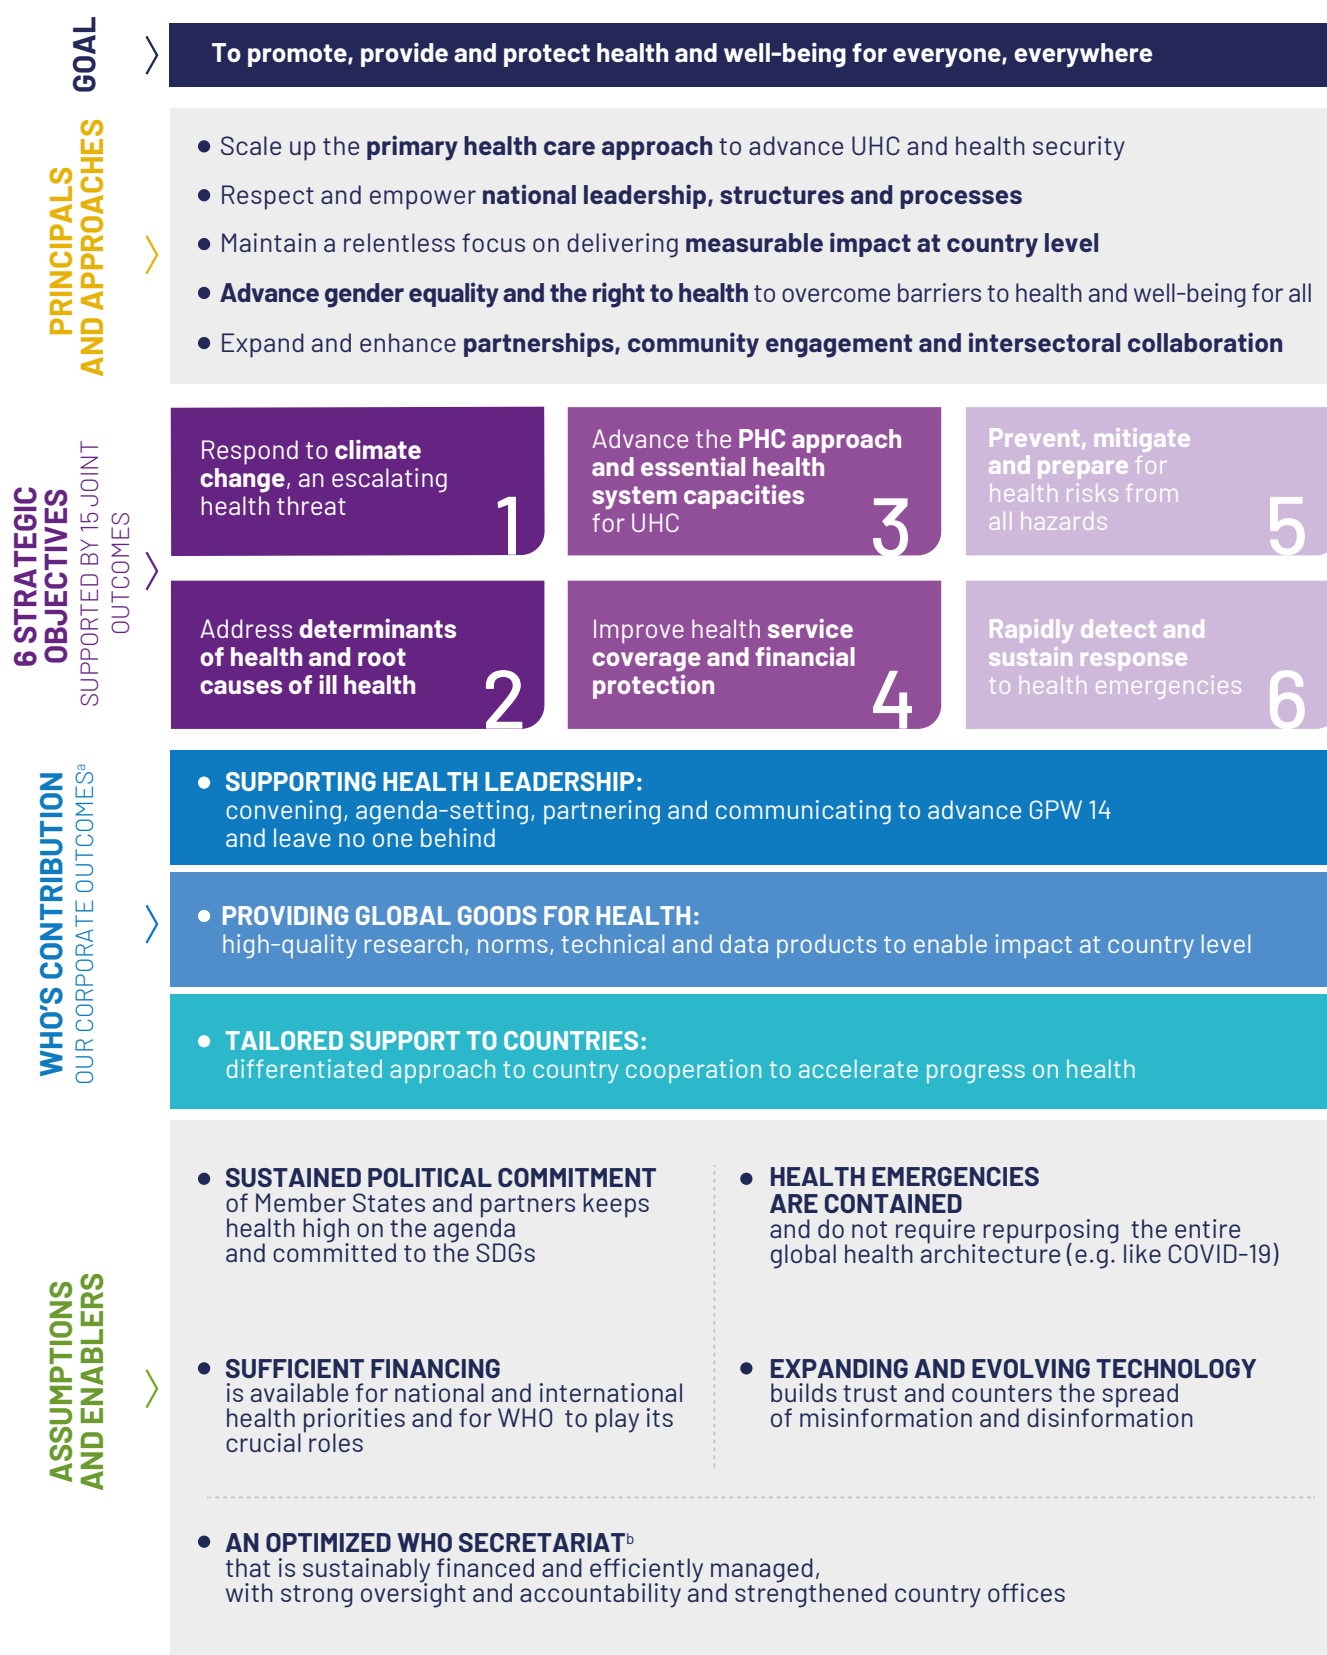 GOAL
To promote, provide and protect health and well-being for everyone, everywhere
PRINCIPALS
AND APPROACHES
• Scale up the primary health care approach to advance UHC and health security
• Respect and empower national leadership, structures and processes
• Maintain a relentless focus on delivering measurable impact at country level
• Advance gender equality and the right to health to overcome barriers to health and well-being for all
• Expand and enhance partnerships, community engagement and intersectoral collaboration
6 STRATEGIC
OBJECTIVES
SUPPORTED BY 15 JOINT
OUTCOMES
Respond to climate
change, an escalating
health threat
1
Address determinants
of health and root
causes of ill health
2
Advance the PHC approach
and essential health
system capacities
for UHC
3
Improve health service
coverage and financial
protection
4
Prevent, mitigate
and prepare for
health risks from
all hazards
5
Rapidly detect and
sustain response
to health emergencies
6
WHO'S CONTRIBUTION
OUR CORPORATE OUTCOMESᵃ
• SUPPORTING HEALTH LEADERSHIP:
convening, agenda-setting, partnering and communicating to advance GPW 14
and leave no one behind
• PROVIDING GLOBAL GOODS FOR HEALTH:
high-quality research, norms, technical and data products to enable impact at country level
• TAILORED SUPPORT TO COUNTRIES:
differentiated approach to country cooperation to accelerate progress on health
ASSUMPTIONS
AND ENABLERS
• SUSTAINED POLITICAL COMMITMENT
of Member States and partners keeps
health high on the agenda
and committed to the SDGs
• HEALTH EMERGENCIES
ARE CONTAINED
and do not require repurposing the entire
global health architecture (e.g. like COVID-19)
• SUFFICIENT FINANCING
is available for national and international
health priorities and for WHO to play its
crucial roles
• EXPANDING AND EVOLVING TECHNOLOGY
builds trust and counters the spread
of misinformation and disinformation
• AN OPTIMIZED WHO SECRETARIATᵇ
that is sustainably financed and efficiently managed,
with strong oversight and accountability and strengthened country offices